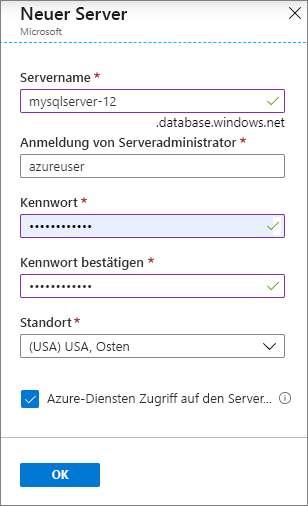 Neuer Server
Microsoft
Servername *
mysqlserver-12
.database.windows.net
Anmeldung von Serveradministrator *
azureuser
Kennwort *
••••••••••••
Kennwort bestätigen *
••••••••••••
Standort *
(USA) USA, Osten
Azure-Diensten Zugriff auf den Server...
OK